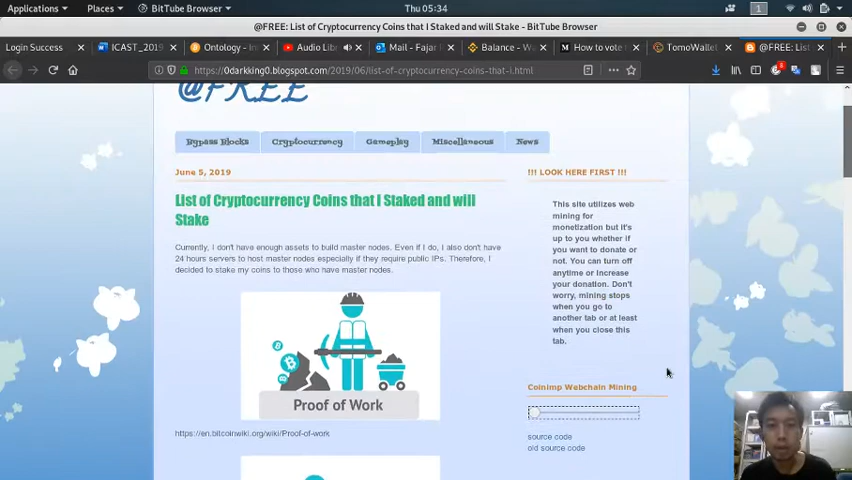 Applications
Places
BitTube Browser
Thu 05:34
1
@FREE: List of Cryptocurrency Coins that I Staked and will Stake - BitTube Browser
Login Success
ICAST_2019
Ontology - In
Audio Lib
Mail - Fajar
Balance - W
How to vote
TomoWallet
@FREE: List
https://0darkking0.blogspot.com/2019/06/list-of-cryptocurrency-coins-that-i.html
@FREE
Bypass Blocks
Cryptocurrency
Gameplay
Miscellaneous
News
June 5, 2019
List of Cryptocurrency Coins that I Staked and will
Stake
Currently, I don't have enough assets to build master nodes. Even if I do, I also don't have
24 hours servers to host master nodes especially if they require public IPs. Therefore, I
decided to stake my coins to those who have master nodes.
Proof of Work
https://en.bitcoinwiki.org/wiki/Proof-of-work
!!! LOOK HERE FIRST !!!
This site utilizes web
mining for
monetization but it's
up to you whether if
you want to donate or
not. You can turn off
anytime or increase
your donation. Don't
worry, mining stops
when you go to
another tab or at least
when you close this
tab.
Coinimp Webchain Mining
source code
old source code